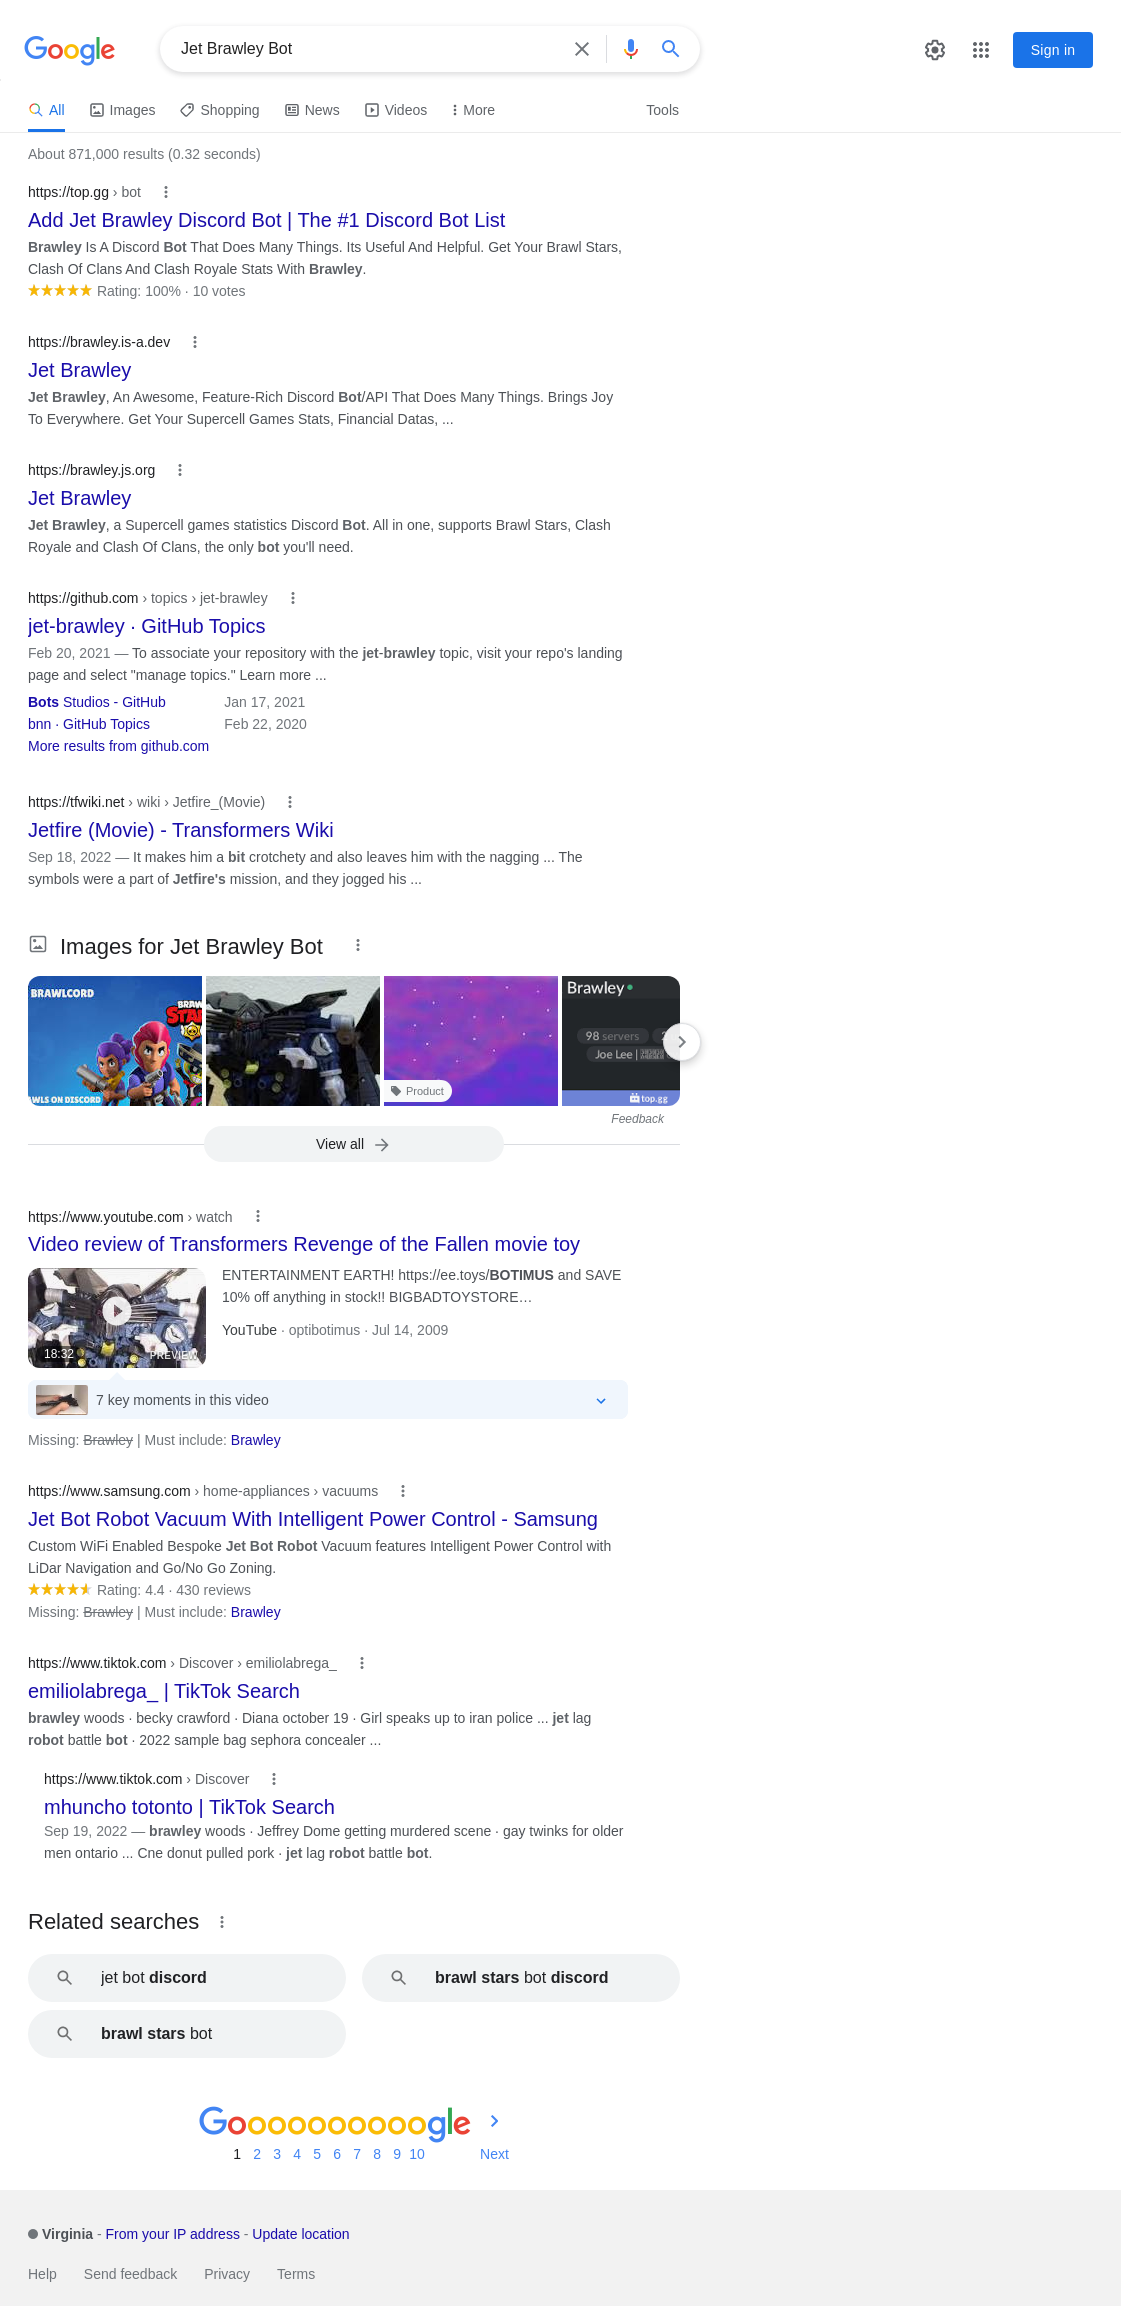 Google
Jet Brawley Bot
Sign in
All
Images
Shopping
News
Videos
More
Tools
About 871,000 results (0.32 seconds)
https://top.gg › bot
Add Jet Brawley Discord Bot | The #1 Discord Bot List
Brawley Is A Discord Bot That Does Many Things. Its Useful And Helpful. Get Your Brawl Stars,
Clash Of Clans And Clash Royale Stats With Brawley.
Rating: 100% · 10 votes
https://brawley.is-a.dev
Jet Brawley
Jet Brawley, An Awesome, Feature-Rich Discord Bot/API That Does Many Things. Brings Joy
To Everywhere. Get Your Supercell Games Stats, Financial Datas, ...
https://brawley.js.org
Jet Brawley
Jet Brawley, a Supercell games statistics Discord Bot. All in one, supports Brawl Stars, Clash
Royale and Clash Of Clans, the only bot you'll need.
https://github.com › topics › jet-brawley
jet-brawley · GitHub Topics
Feb 20, 2021 — To associate your repository with the jet-brawley topic, visit your repo's landing
page and select "manage topics." Learn more ...
Bots Studios - GitHub Jan 17, 2021
bnn · GitHub Topics Feb 22, 2020
More results from github.com
https://tfwiki.net › wiki › Jetfire_(Movie)
Jetfire (Movie) - Transformers Wiki
Sep 18, 2022 — It makes him a bit crotchety and also leaves him with the nagging ... The
symbols were a part of Jetfire's mission, and they jogged his ...
Images for Jet Brawley Bot
BRAWLCORD
BRAW
STA
WLS ON DISCORD
Product
Brawley
98 servers
Joe Lee |
top.gg
Feedback
View all
https://www.youtube.com › watch
Video review of Transformers Revenge of the Fallen movie toy
ENTERTAINMENT EARTH! https://ee.toys/BOTIMUS and SAVE
10% off anything in stock!! BIGBADTOYSTORE…
YouTube · optibotimus · Jul 14, 2009
18:32
PREVIEW
7 key moments in this video
Missing: Brawley | Must include: Brawley
https://www.samsung.com › home-appliances › vacuums
Jet Bot Robot Vacuum With Intelligent Power Control - Samsung
Custom WiFi Enabled Bespoke Jet Bot Robot Vacuum features Intelligent Power Control with
LiDar Navigation and Go/No Go Zoning.
Rating: 4.4 · 430 reviews
Missing: Brawley | Must include: Brawley
https://www.tiktok.com › Discover › emiliolabrega_
emiliolabrega_ | TikTok Search
brawley woods · becky crawford · Diana october 19 · Girl speaks up to iran police ... jet lag
robot battle bot · 2022 sample bag sephora concealer ...
https://www.tiktok.com › Discover
mhuncho totonto | TikTok Search
Sep 19, 2022 — brawley woods · Jeffrey Dome getting murdered scene · gay twinks for older
men ontario ... Cne donut pulled pork · jet lag robot battle bot.
Related searches
jet bot discord
brawl stars bot discord
brawl stars bot
Goooooooooogle
1 2 3 4 5 6 7 8 9 10 Next
Virginia - From your IP address - Update location
Help Send feedback Privacy Terms